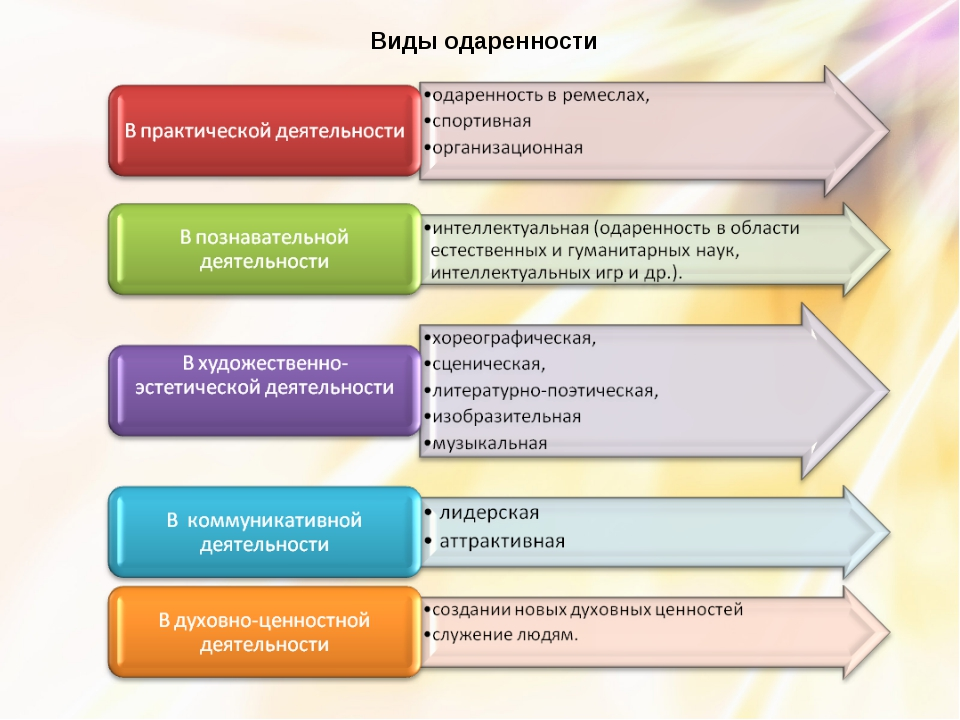 Виды одаренности
В практической деятельности
•одаренность в ремеслах,
•спортивная
•организационная
В познавательной
деятельности
•интеллектуальная (одаренность в области
естественных и гуманитарных наук,
интеллектуальных игр и др.).
В художественно-
эстетической деятельности
•хореографическая,
•сценическая,
•литературно-поэтическая,
•изобразительная
•музыкальная
В коммуникативной
деятельности
• лидерская
• аттрактивная
В духовно-ценностной
деятельности
•создании новых духовных ценностей
•служение людям.